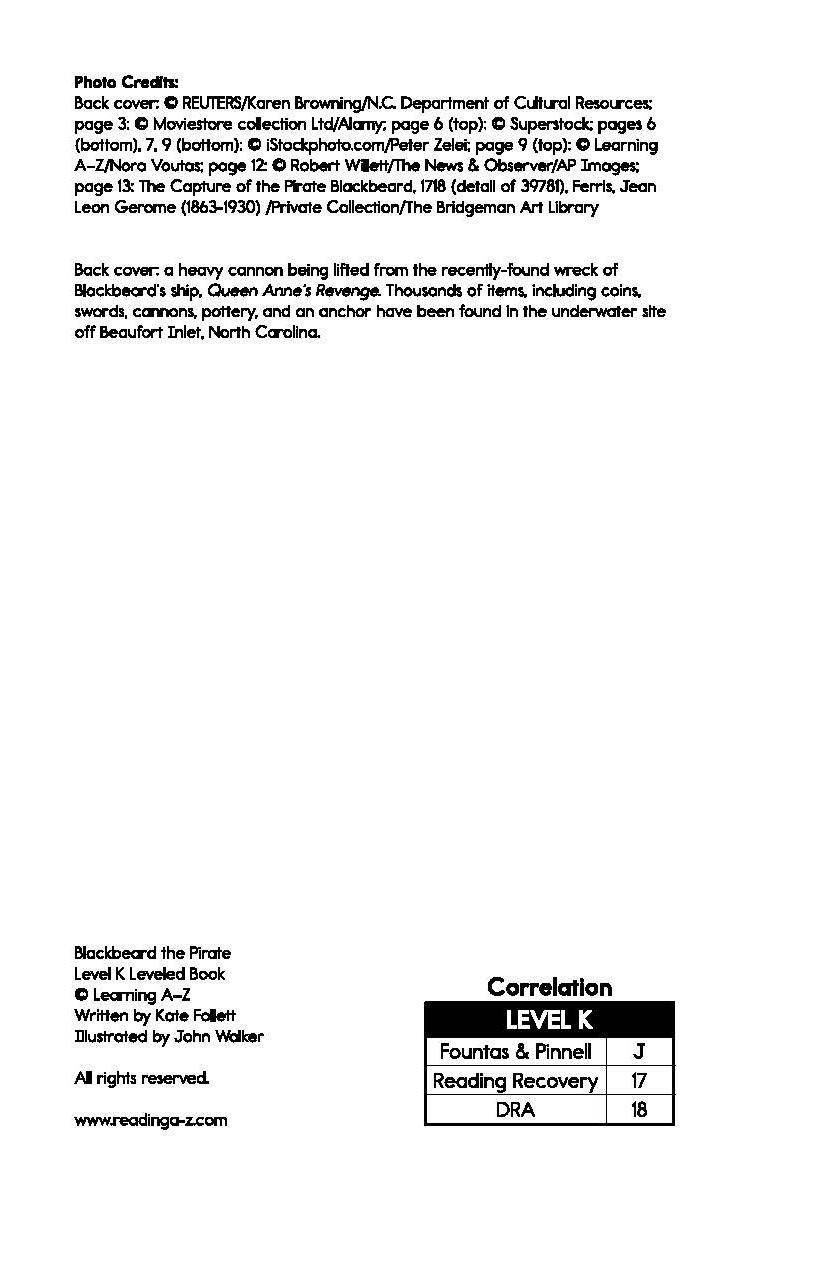 Photo Credits:
Back cover: © REUTERS/Karen Browning/N.C. Department of Cultural Resources;
page 3: © Moviestore collection Ltd/Alamy; page 6 (top): © Superstock; pages 6
(bottom), 7, 9 (bottom): © iStockphoto.com/Peter Zelei; page 9 (top): © Learning
A–Z/Nora Voutas; page 12: © Robert Willett/The News & Observer/AP Images;
page 13: The Capture of the Pirate Blackbeard, 1718 (detail of 39781), Ferris, Jean
Leon Gerome (1863-1930) /Private Collection/The Bridgeman Art Library
Back cover: a heavy cannon being lifted from the recently-found wreck of
Blackbeard's ship, Queen Anne's Revenge. Thousands of items, including coins,
swords, cannons, pottery, and an anchor have been found in the underwater site
off Beaufort Inlet, North Carolina.
Blackbeard the Pirate
Level K Leveled Book
© Learning A–Z
Written by Kate Follett
Illustrated by John Walker
All rights reserved.
www.readinga-z.com
Correlation
LEVEL K
Fountas & Pinnell J
Reading Recovery 17
DRA 18